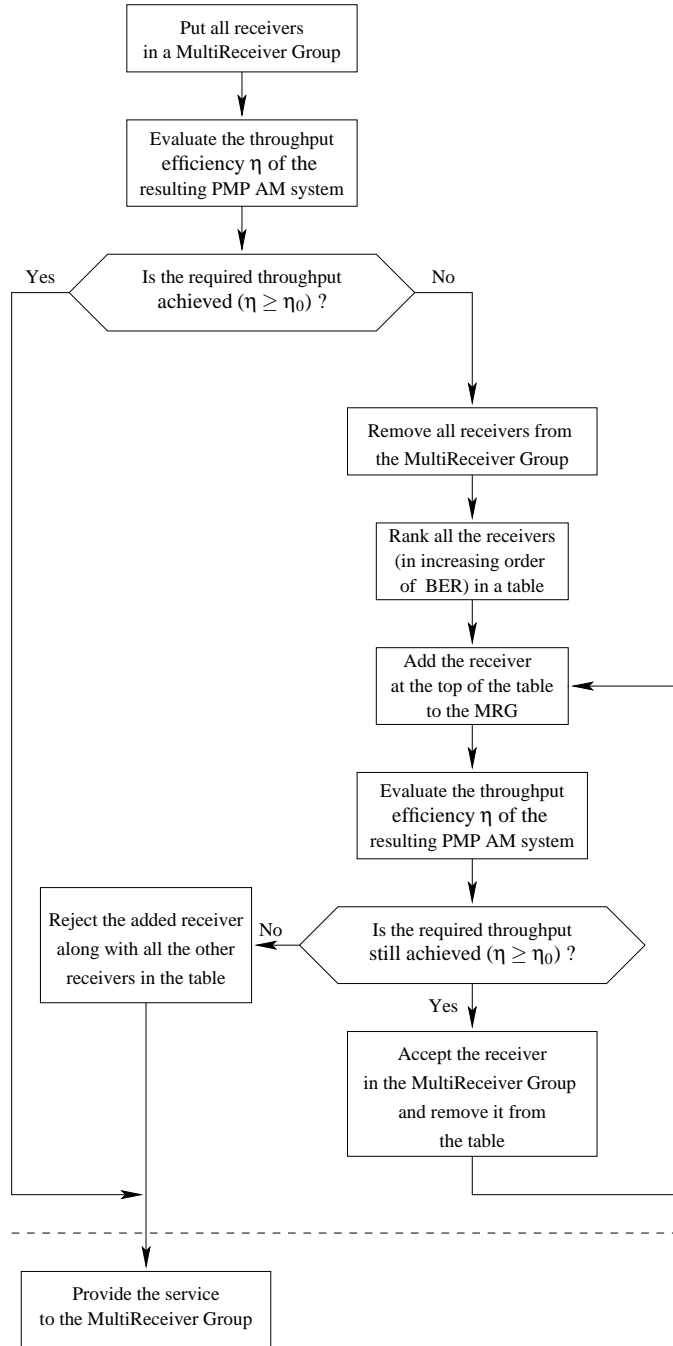 Put all receivers
in a MultiReceiver Group
Evaluate the throughput
efficiency η of the
resulting PMP AM system
Yes
Is the required throughput
achieved (η ≥ η₀) ?
No
Remove all receivers from
the MultiReceiver Group
Rank all the receivers
(in increasing order
of BER) in a table
Add the receiver
at the top of the table
to the MRG
Evaluate the throughput
efficiency η of the
resulting PMP AM system
Is the required throughput
still achieved (η ≥ η₀) ?
No
Reject the added receiver
along with all the other
receivers in the table
Yes
Accept the receiver
in the MultiReceiver Group
and remove it from
the table
Provide the service
to the MultiReceiver Group